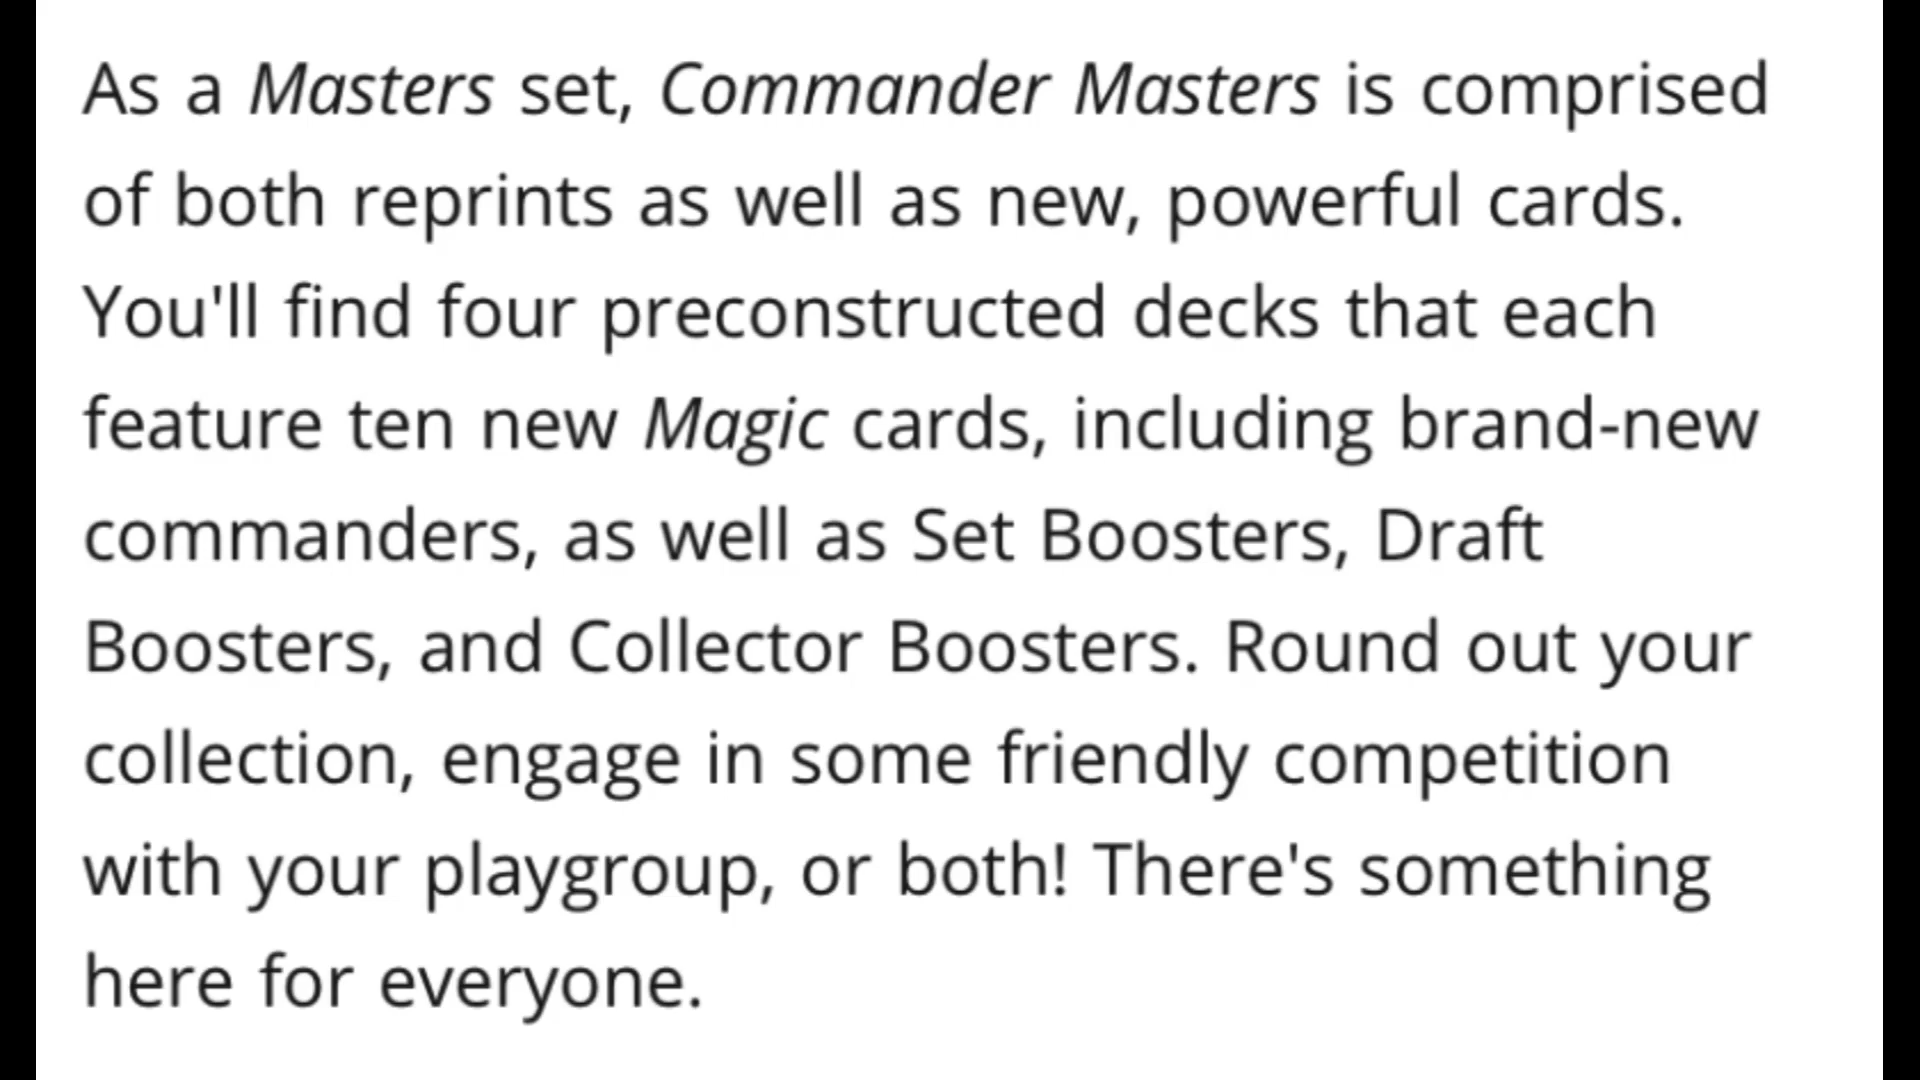 As a Masters set, Commander Masters is comprised
of both reprints as well as new, powerful cards.
You'll find four preconstructed decks that each
feature ten new Magic cards, including brand-new
commanders, as well as Set Boosters, Draft
Boosters, and Collector Boosters. Round out your
collection, engage in some friendly competition
with your playgroup, or both! There's something
here for everyone.